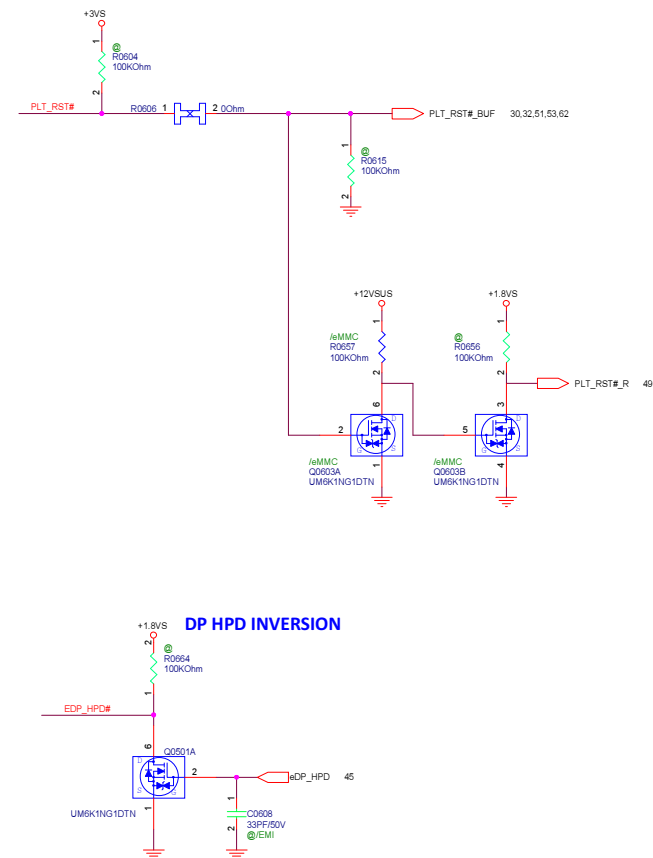 +3VS
1
@
R0604
100KOhm
2
PLT_RST#
R0606 1
2 0Ohm
PLT_RST#_BUF 30,32,51,53,62
1
@
R0615
100KOhm
2
+12VSUS
+1.8VS
1
/eMMC
R0657
100KOhm
2
1
@
R0656
100KOhm
2
PLT_RST#_R 49
6
3
2
D
G
S
5
D
G
S
1
4
/eMMC
Q0603A
UM6K1NG1DTN
/eMMC
Q0603B
UM6K1NG1DTN
DP HPD INVERSION
+1.8VS
2
@
R0664
100KOhm
1
EDP_HPD#
6
Q0501A
D
G
S
2
eDP_HPD 45
1
UM6K1NG1DTN
1
C0608
33PF/50V
2
@/EMI